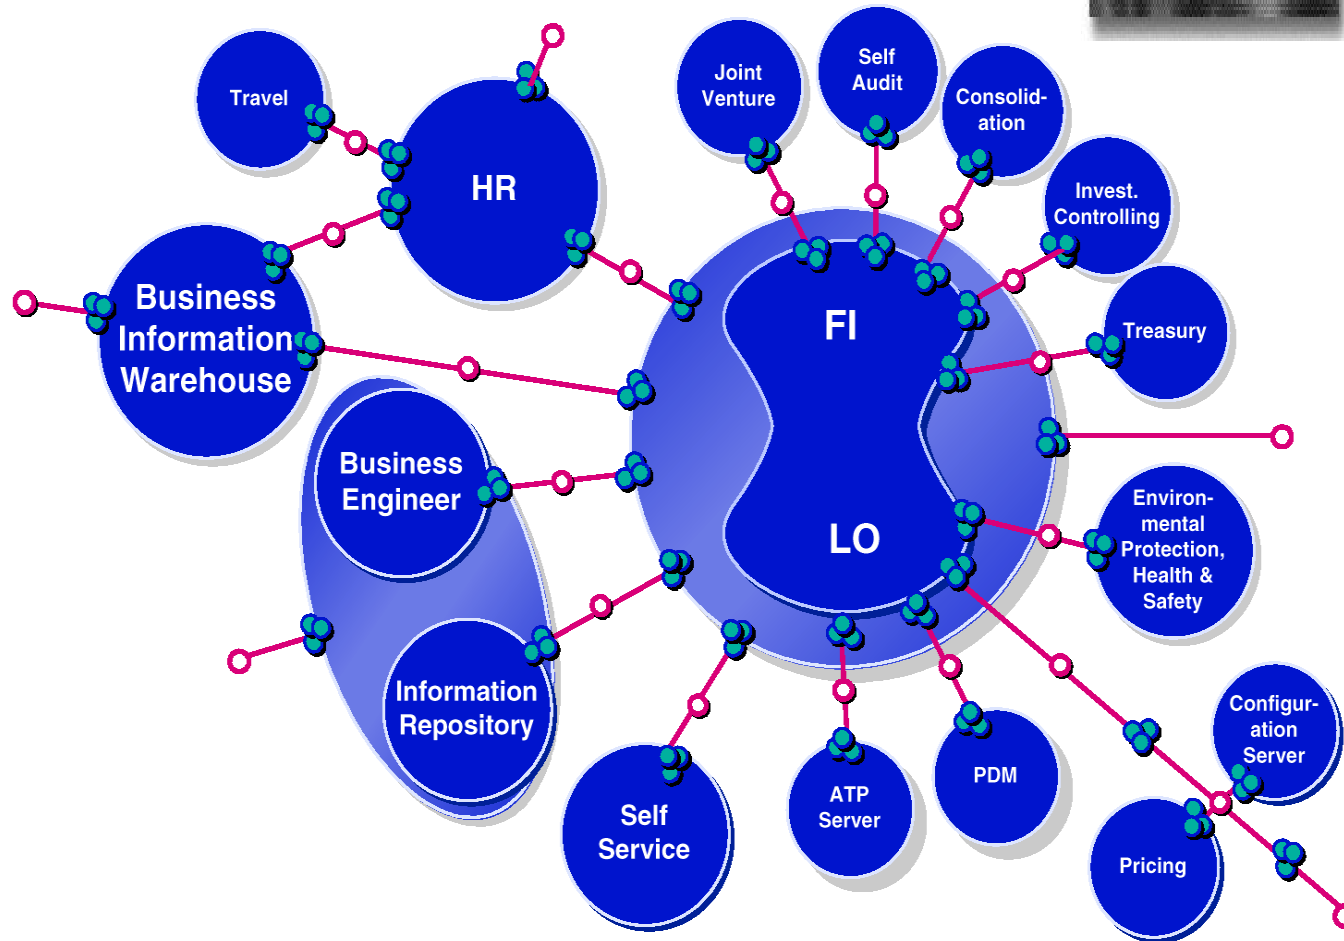 Travel
HR
Joint
Venture
Self
Audit
Consolid-
ation
Invest.
Controlling
Treasury
Business
Information
Warehouse
FI
LO
Business
Engineer
Information
Repository
Environ-
mental
Protection,
Health &
Safety
Self
Service
ATP
Server
PDM
Configur-
ation
Server
Pricing